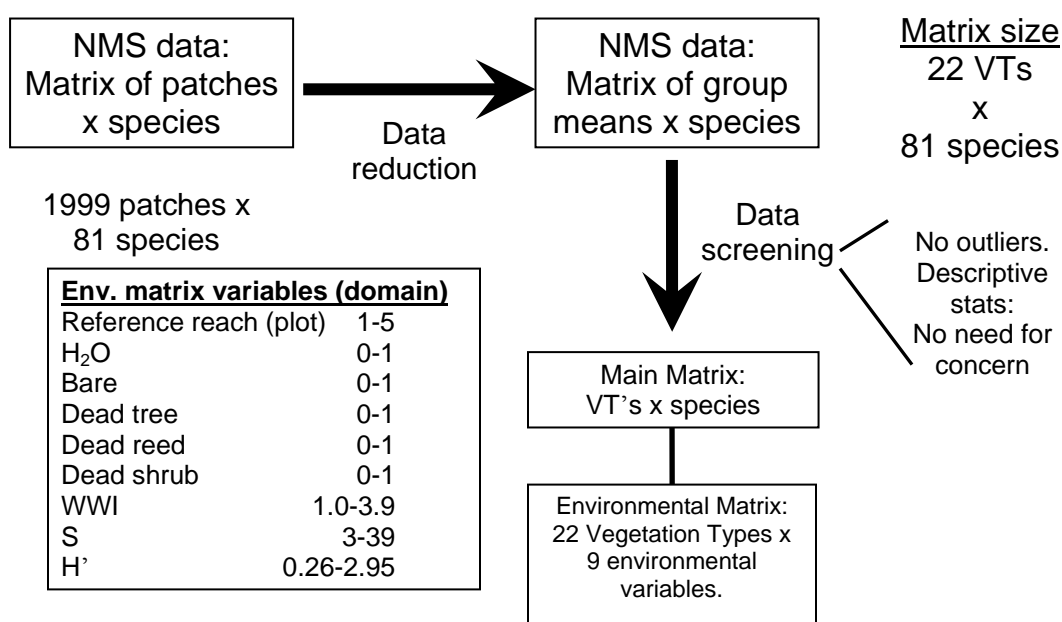 NMS data:
Matrix of patches
x species
Data
reduction
NMS data:
Matrix of group
means x species
Matrix size
22 VTs
x
81 species
1999 patches x
81 species
Data
screening
No outliers.
Descriptive
stats:
No need for
concern
Env. matrix variables (domain)
Reference reach (plot) 1-5
H₂O 0-1
Bare 0-1
Dead tree 0-1
Dead reed 0-1
Dead shrub 0-1
WWI 1.0-3.9
S 3-39
H’ 0.26-2.95
Main Matrix:
VT’s x species
Environmental Matrix:
22 Vegetation Types x
9 environmental
variables.